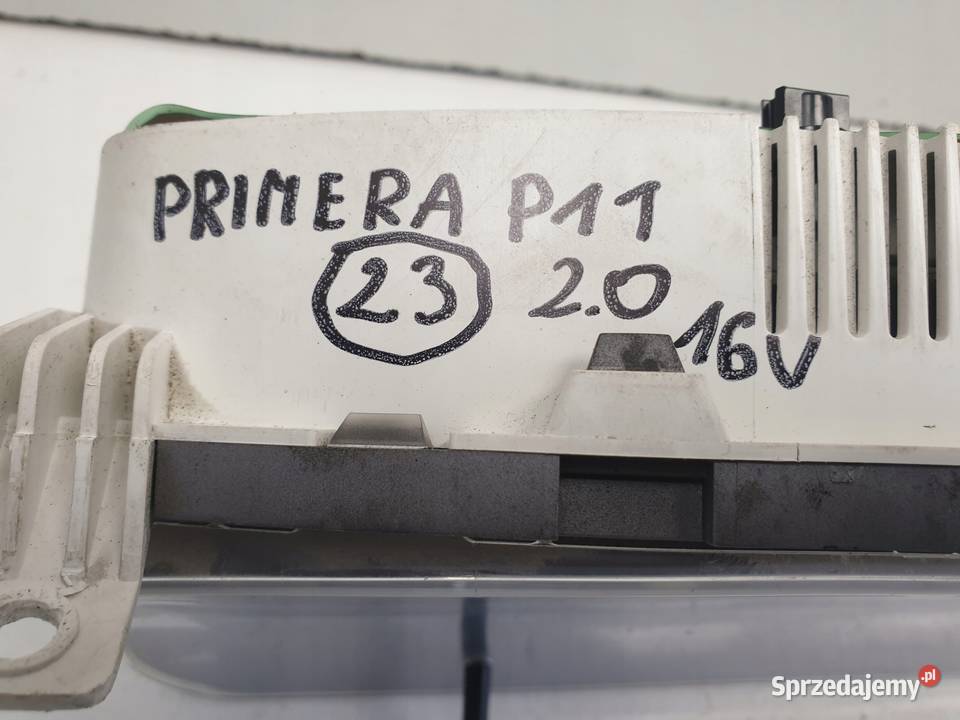 PRIMERA P11
23 2.0 16V
Sprzedajemy.pl